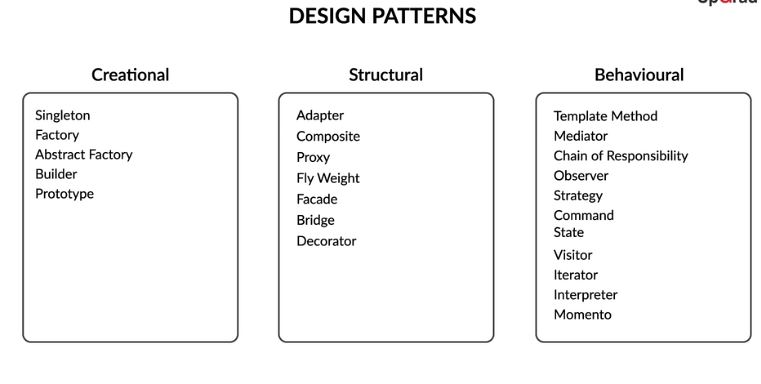 DESIGN PATTERNS
Creational
Singleton
Factory
Abstract Factory
Builder
Prototype
Structural
Adapter
Composite
Proxy
Fly Weight
Facade
Bridge
Decorator
Behavioural
Template Method
Mediator
Chain of Responsibility
Observer
Strategy
Command
State
Visitor
Iterator
Interpreter
Momento